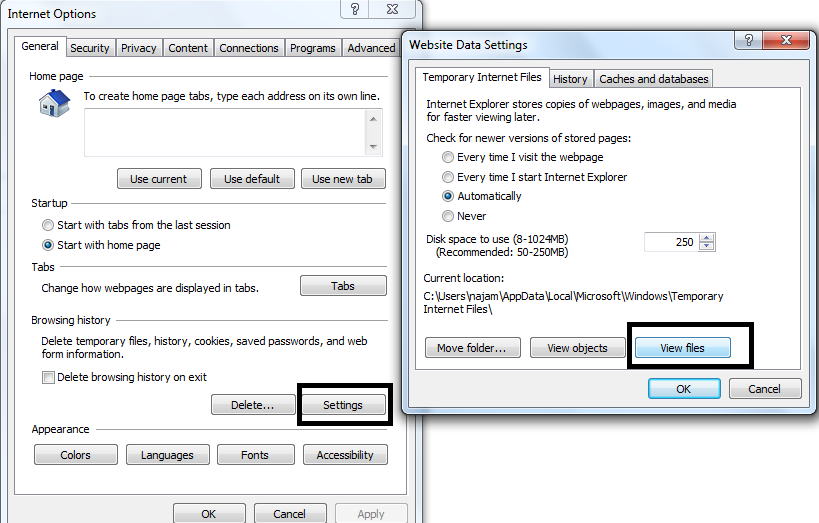 Internet Options
General Security Privacy Content Connections Programs Advanced
Home page
To create home page tabs, type each address on its own line.
Use current Use default Use new tab
Startup
Start with tabs from the last session
Start with home page
Tabs
Change how webpages are displayed in tabs. Tabs
Browsing history
Delete temporary files, history, cookies, saved passwords, and web
form information.
Delete browsing history on exit
Delete... Settings
Appearance
Colors Languages Fonts Accessibility
OK Cancel Apply
Website Data Settings
Temporary Internet Files History Caches and databases
Internet Explorer stores copies of webpages, images, and media
for faster viewing later.
Check for newer versions of stored pages:
Every time I visit the webpage
Every time I start Internet Explorer
Automatically
Never
Disk space to use (8-1024MB) 250
(Recommended: 50-250MB)
Current location:
C:\Users\najam\AppData\Local\Microsoft\Windows\Temporary
Internet Files\
Move folder... View objects View files
OK Cancel